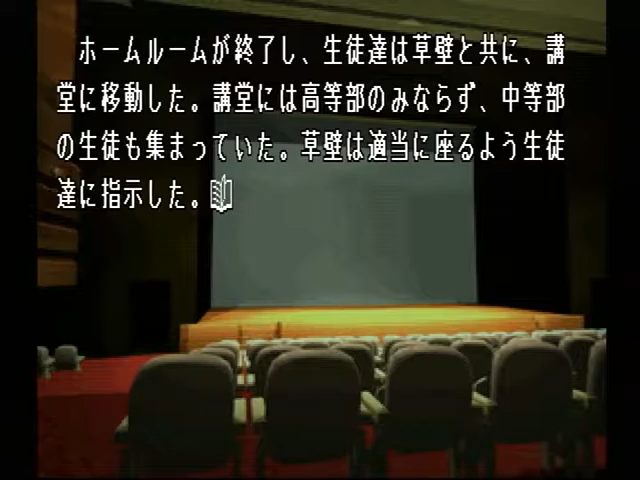 ホームルームが終了し、生徒達は草壁と共に、講
堂に移動した。講堂には高等部のみならず、中等部
の生徒も集まっていた。草壁は適当に座るよう生徒
達に指示した。